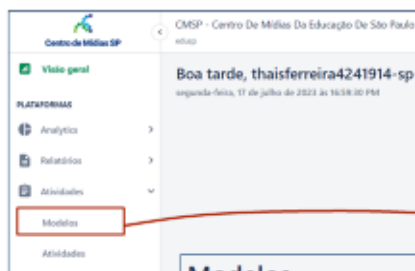 Centro de Mídias SP
CMSP - Centro De Mídias Da Educação De São Paulo
edusp
Visão geral
Boa tarde, thaisferreira4241914-sp
segunda-feira, 17 de julho de 2023 às 16:59:30 PM
PLATAFORMAS
Analytics
Relatórios
Atividades
Modelos
Atividades
Modelos